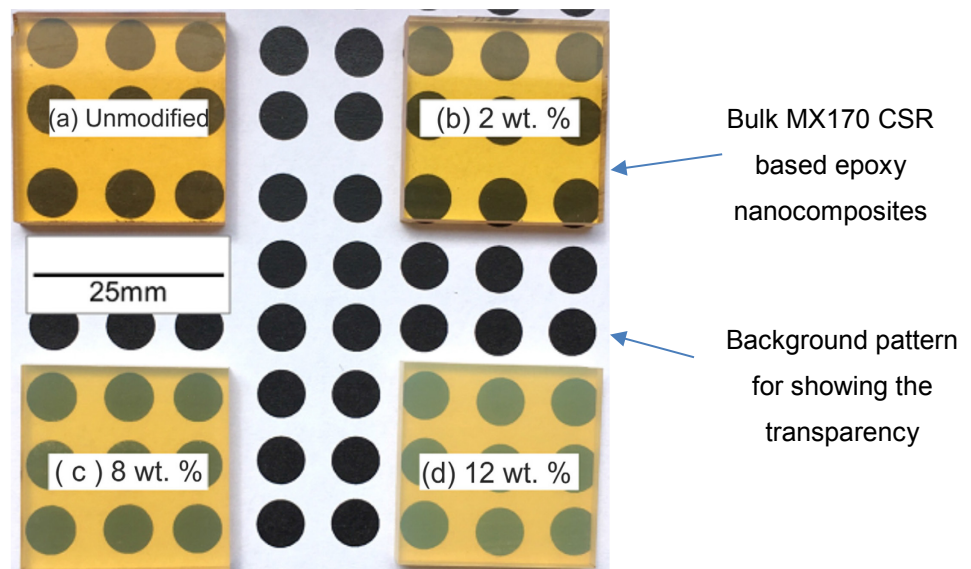 (a) Unmodified
(b) 2 wt. %
Bulk MX170 CSR
based epoxy
nanocomposites
25mm
Background pattern
for showing the
transparency
( c ) 8 wt. %
(d) 12 wt. %